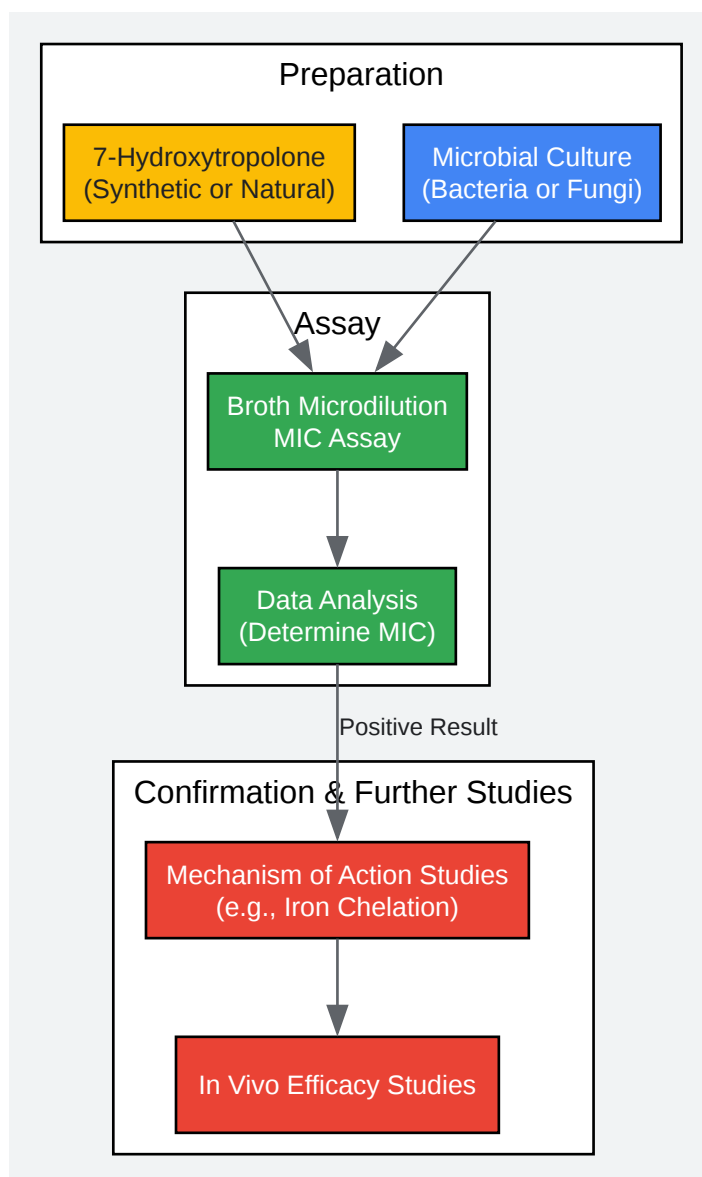 Preparation
7-Hydroxytropolone
(Synthetic or Natural)
Microbial Culture
(Bacteria or Fungi)
Assay
Broth Microdilution
MIC Assay
Data Analysis
(Determine MIC)
Positive Result
Confirmation & Further Studies
Mechanism of Action Studies
(e.g., Iron Chelation)
In Vivo Efficacy Studies